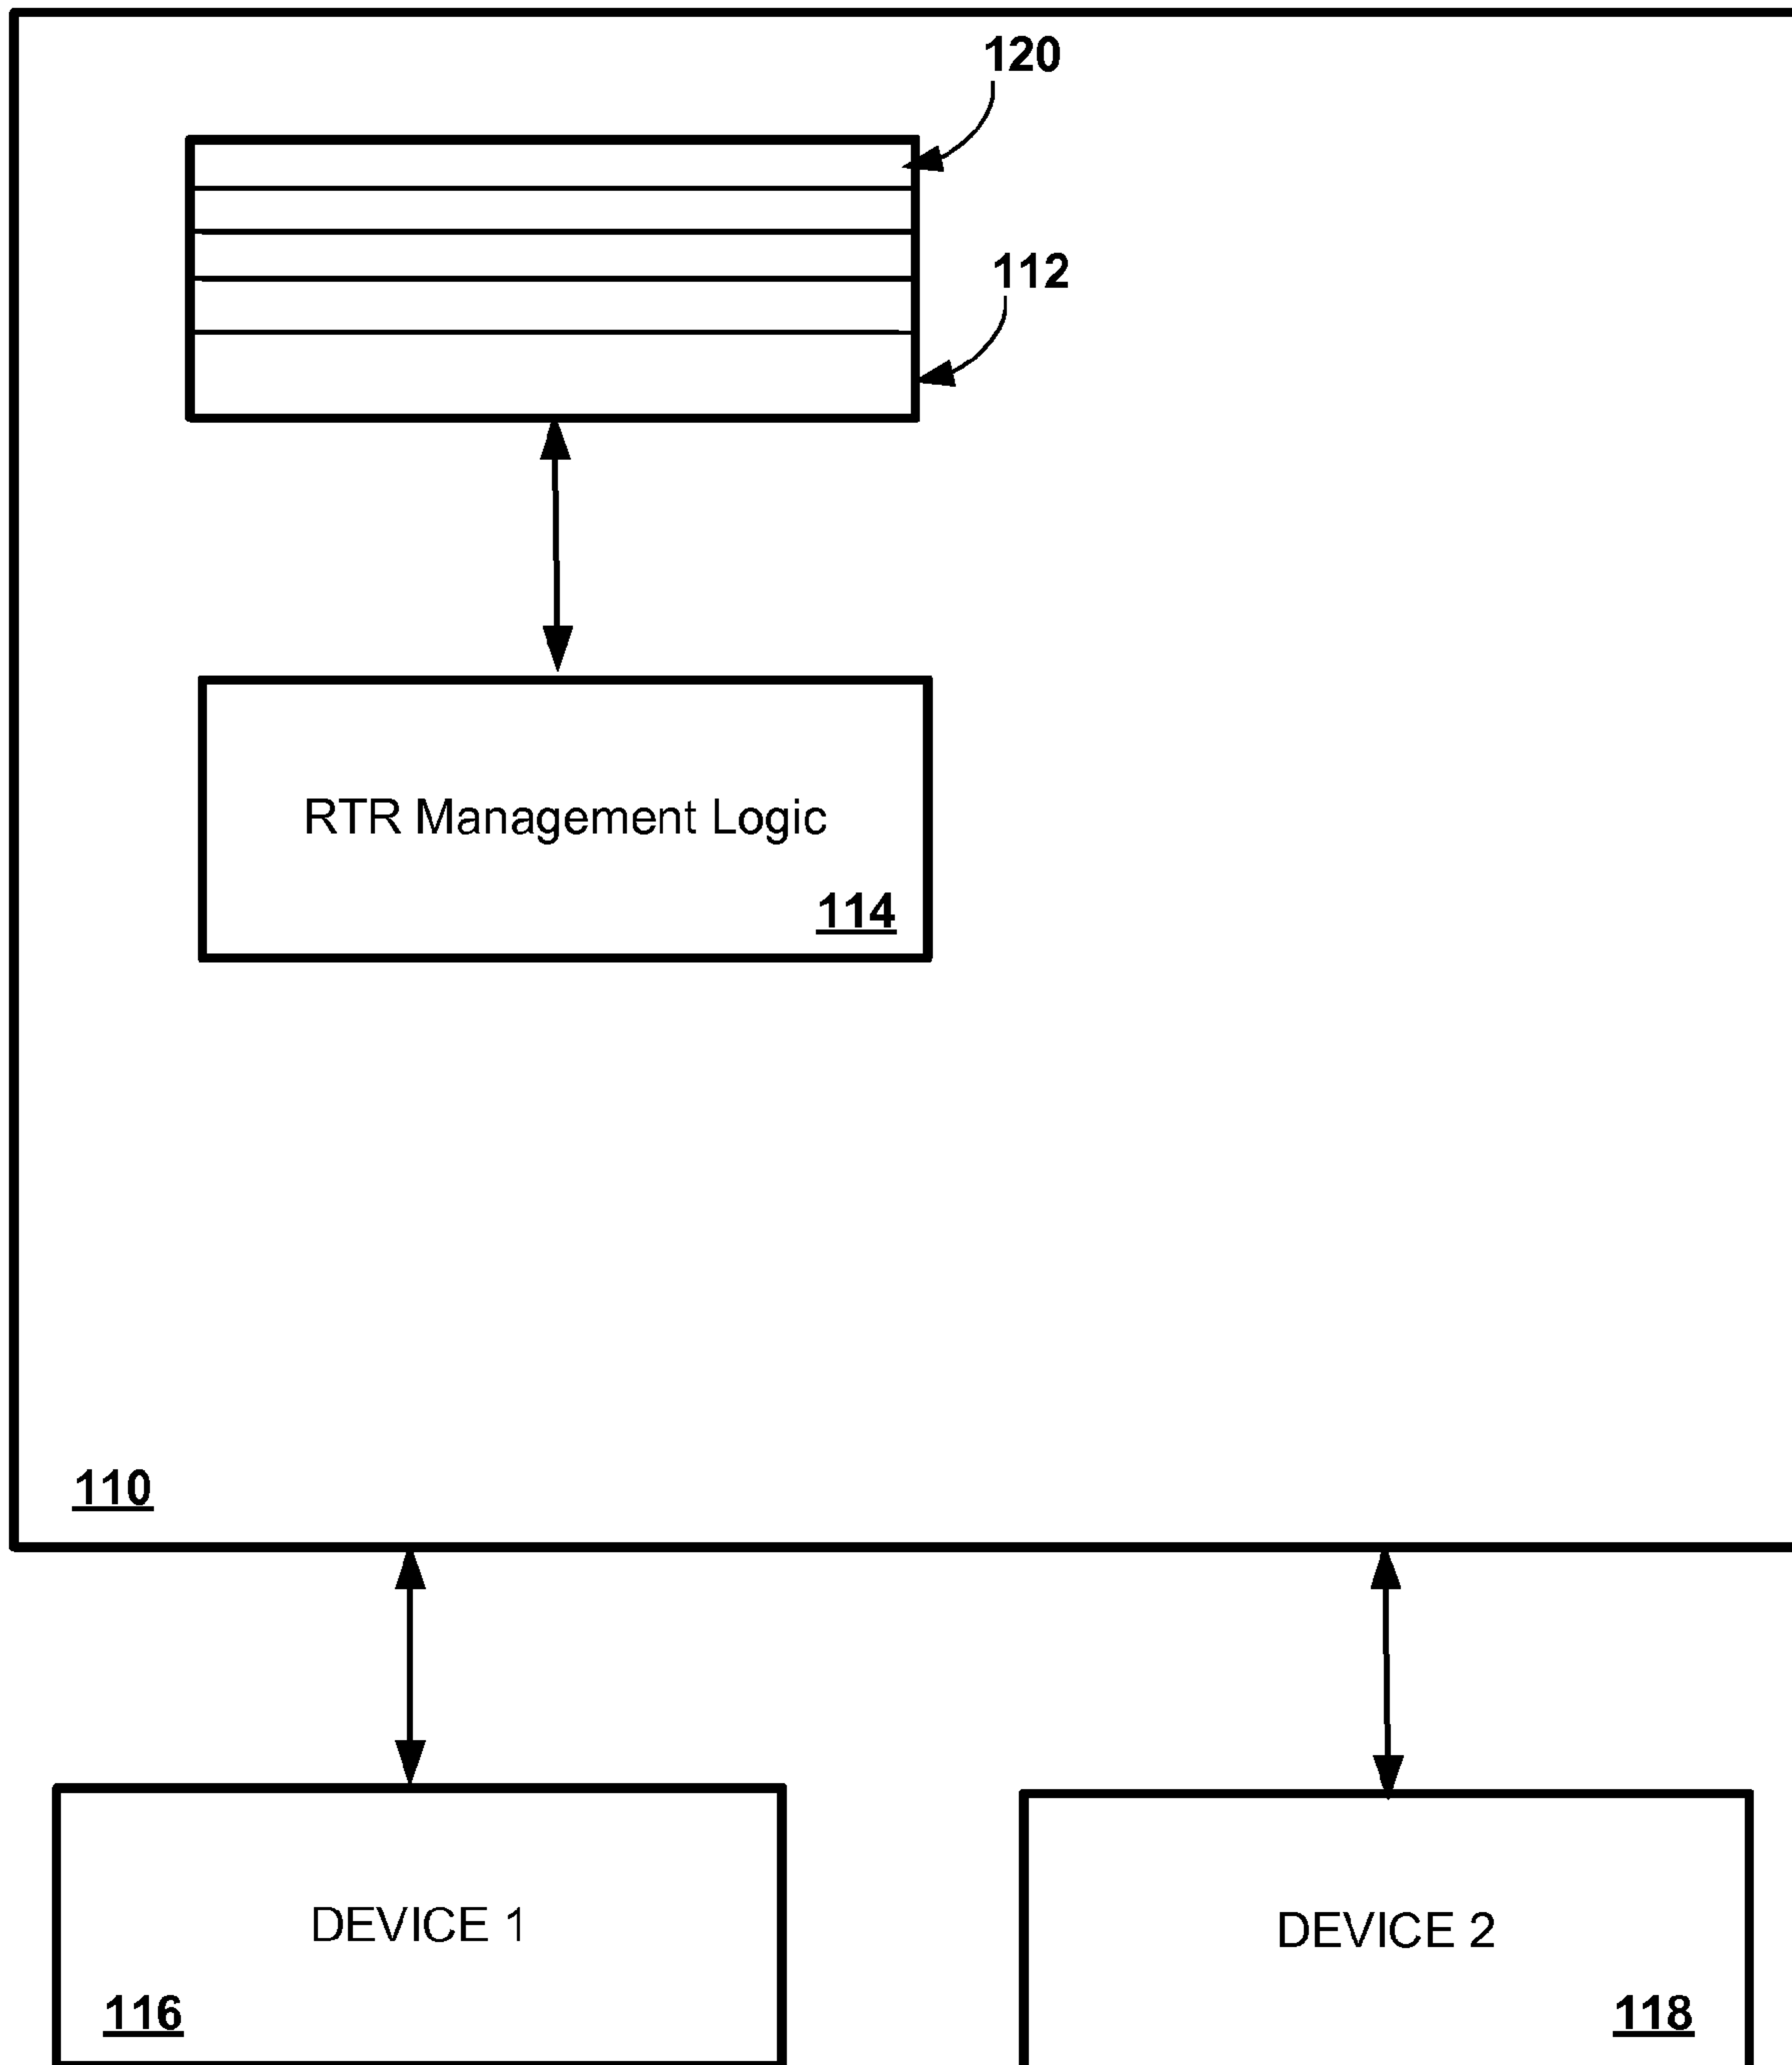 120
112
RTR Management Logic
114
110
DEVICE 1
116
DEVICE 2
118